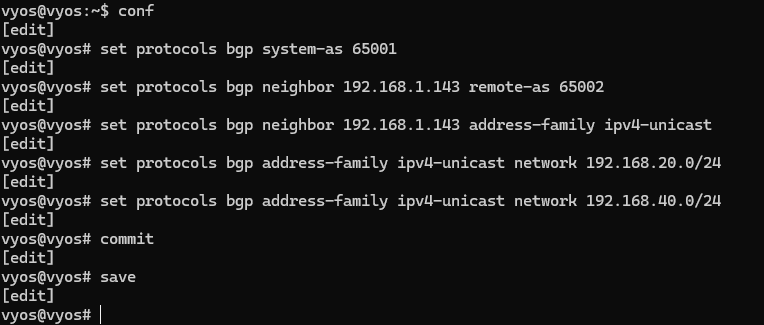 vyos@vyos:~$ conf
[edit]
vyos@vyos# set protocols bgp system-as 65001
[edit]
vyos@vyos# set protocols bgp neighbor 192.168.1.143 remote-as 65002
[edit]
vyos@vyos# set protocols bgp neighbor 192.168.1.143 address-family ipv4-unicast
[edit]
vyos@vyos# set protocols bgp address-family ipv4-unicast network 192.168.20.0/24
[edit]
vyos@vyos# set protocols bgp address-family ipv4-unicast network 192.168.40.0/24
[edit]
vyos@vyos# commit
[edit]
vyos@vyos# save
[edit]
vyos@vyos#